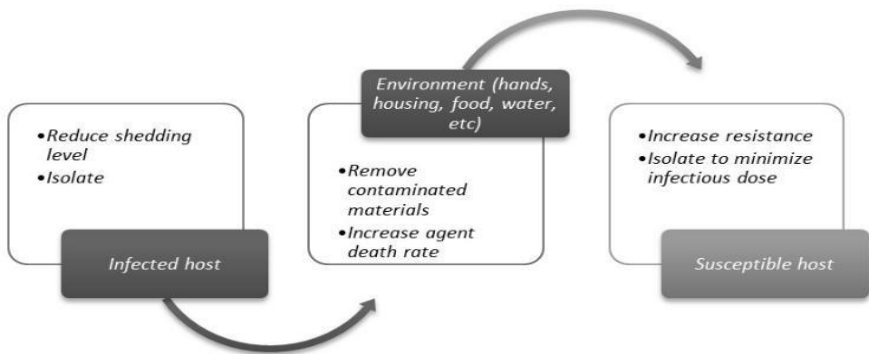 •Reduce shedding
level
•Isolate
Infected host
Environment (hands,
housing, food, water,
etc)
•Remove
contaminated
materials
•Increase agent
death rate
•Increase resistance
•Isolate to minimize
infectious dose
Susceptible host